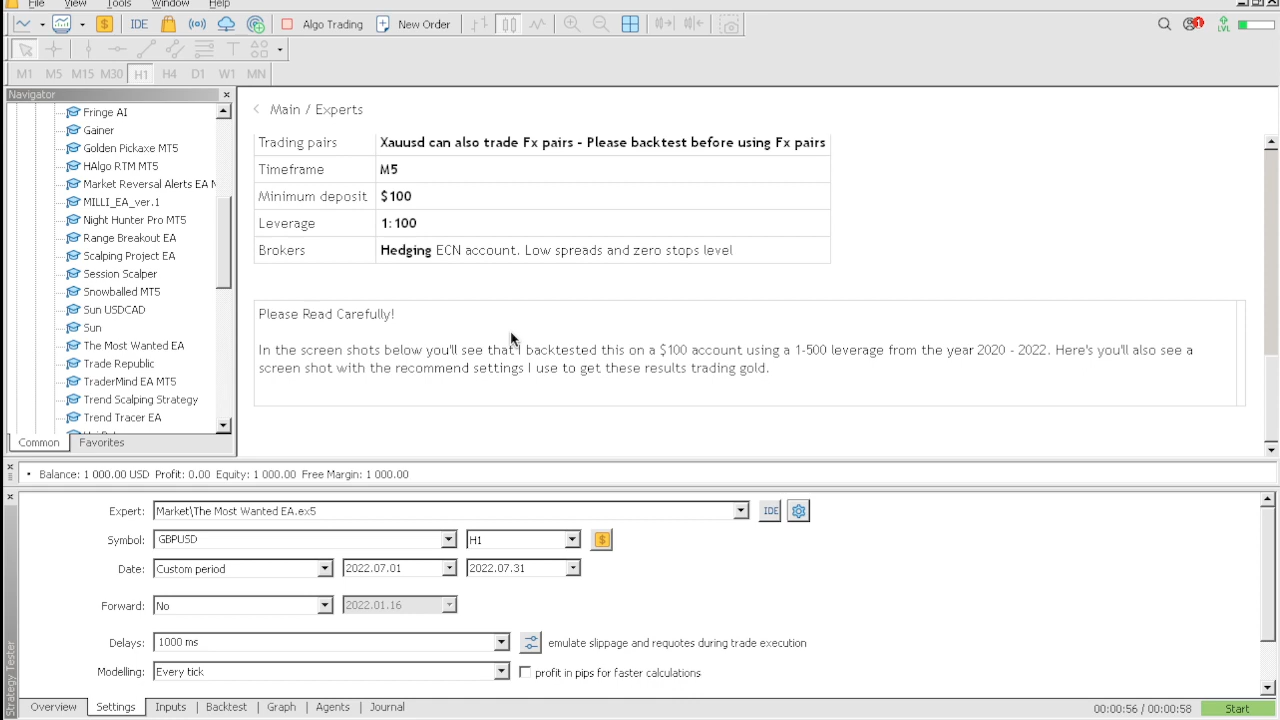 File View Tools Window Help
IDE Algo Trading New Order 1 LVL
M1 M5 M15 M30 H1 H4 D1 W1 MN
Navigator
Fringe AI
Gainer
Golden Pickaxe MT5
HAlgo RTM MT5
Market Reversal Alerts EA M
MILLI_EA_ver.1
Night Hunter Pro MT5
Range Breakout EA
Scalping Project EA
Session Scalper
Snowballed MT5
Sun USDCAD
Sun
The Most Wanted EA
Trade Republic
TraderMind EA MT5
Trend Scalping Strategy
Trend Tracer EA
Common Favorites
Main / Experts
Trading pairs Xauusd can also trade Fx pairs - Please backtest before using Fx pairs
Timeframe M5
Minimum deposit $100
Leverage 1:100
Brokers Hedging ECN account. Low spreads and zero stops level
Please Read Carefully!
In the screen shots below you'll see that I backtested this on a $100 account using a 1-500 leverage from the year 2020 - 2022. Here's you'll also see a
screen shot with the recommend settings I use to get these results trading gold.
• Balance: 1 000.00 USD Profit: 0.00 Equity: 1 000.00 Free Margin: 1 000.00
Expert: Market\The Most Wanted EA.ex5 IDE
Symbol: GBPUSD H1
Date: Custom period 2022.07.01 2022.07.31
Forward: No 2022.01.16
Delays: 1000 ms emulate slippage and requotes during trade execution
Modelling: Every tick profit in pips for faster calculations
Strategy Tester
Overview Settings Inputs Backtest Graph Agents Journal 00:00:56 / 00:00:58 Start